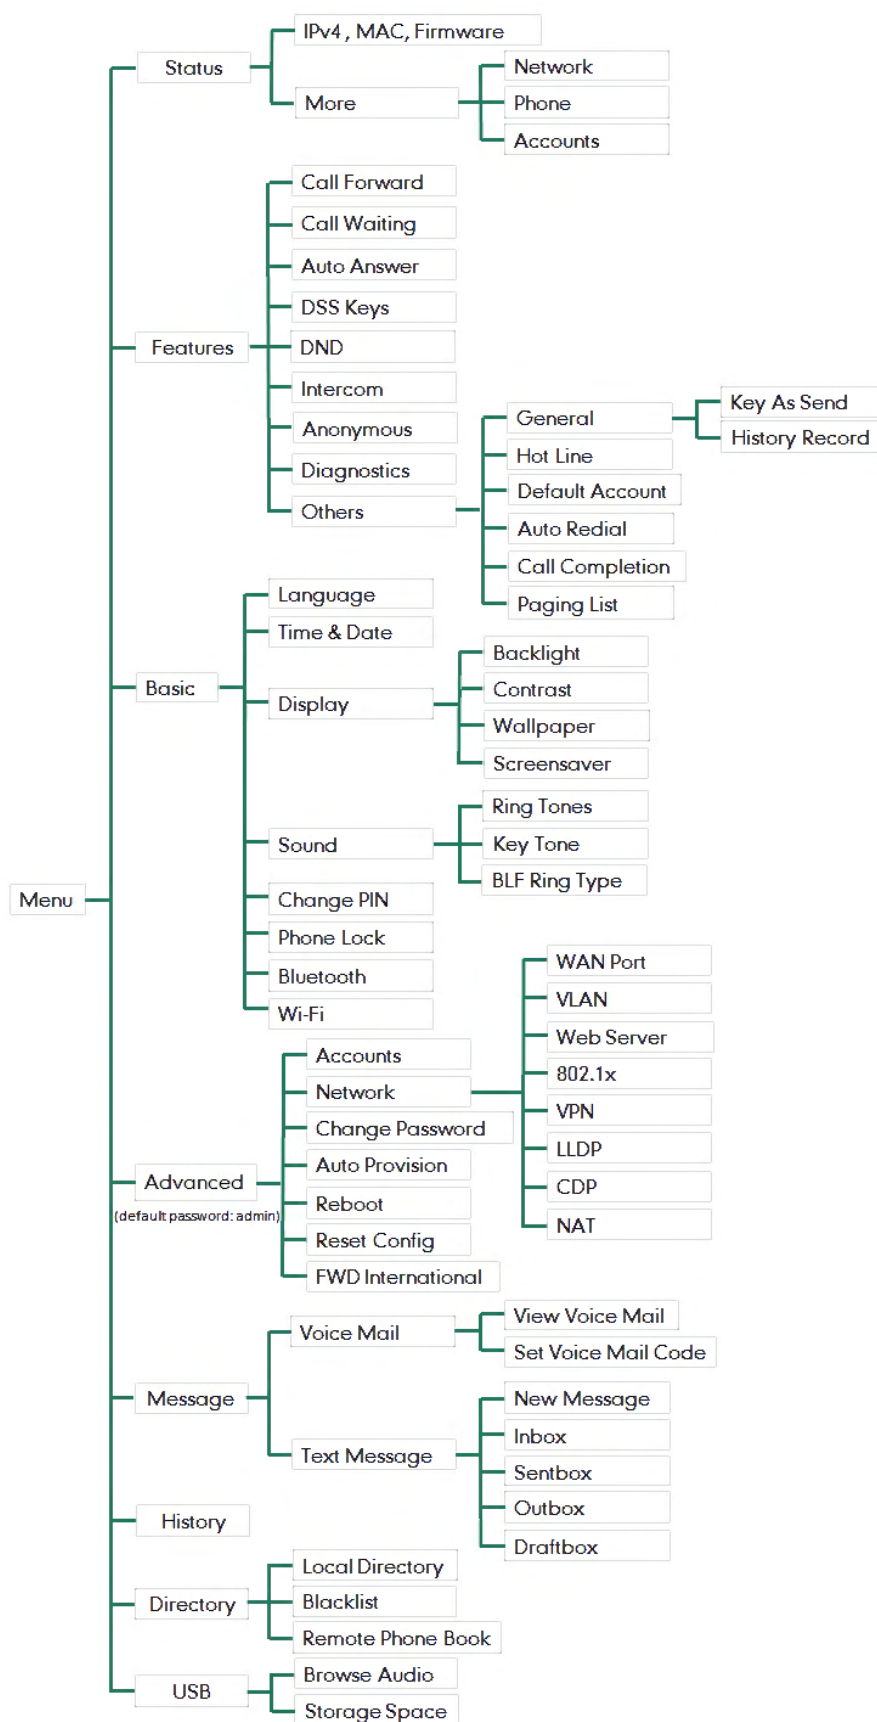 IPv4 , MAC, Firmware
Status
More
Network
Phone
Accounts
Call Forward
Call Waiting
Auto Answer
DSS Keys
Features
DND
Intercom
Anonymous
Diagnostics
Others
General
Key As Send
History Record
Hot Line
Default Account
Auto Redial
Call Completion
Paging List
Language
Time & Date
Basic
Display
Backlight
Contrast
Wallpaper
Screensaver
Sound
Ring Tones
Key Tone
BLF Ring Type
Menu
Change PIN
Phone Lock
Bluetooth
Wi-Fi
Accounts
Network
WAN Port
VLAN
Web Server
802.1x
VPN
LLDP
CDP
NAT
Change Password
Auto Provision
Advanced
(default password: admin)
Reboot
Reset Config
FWD International
Voice Mail
View Voice Mail
Set Voice Mail Code
Message
Text Message
New Message
Inbox
Sentbox
Outbox
Draftbox
History
Local Directory
Directory
Blacklist
Remote Phone Book
USB
Browse Audio
Storage Space